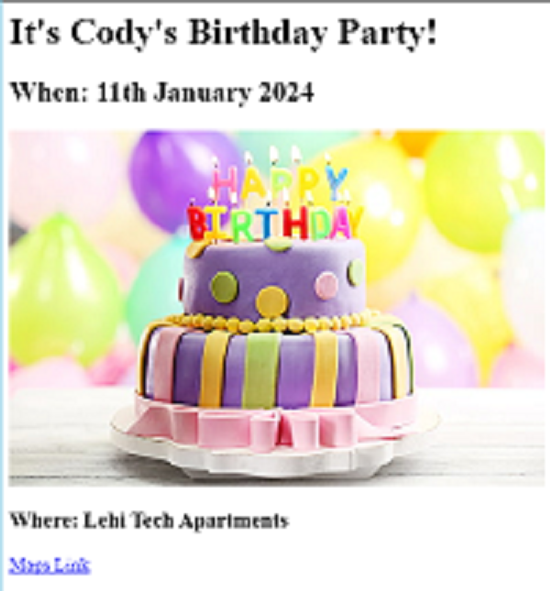 It's Cody's Birthday Party!
When: 11th January 2024
HAPPY
BIRTHDAY
Where: Lehi Tech Apartments
Maps Link